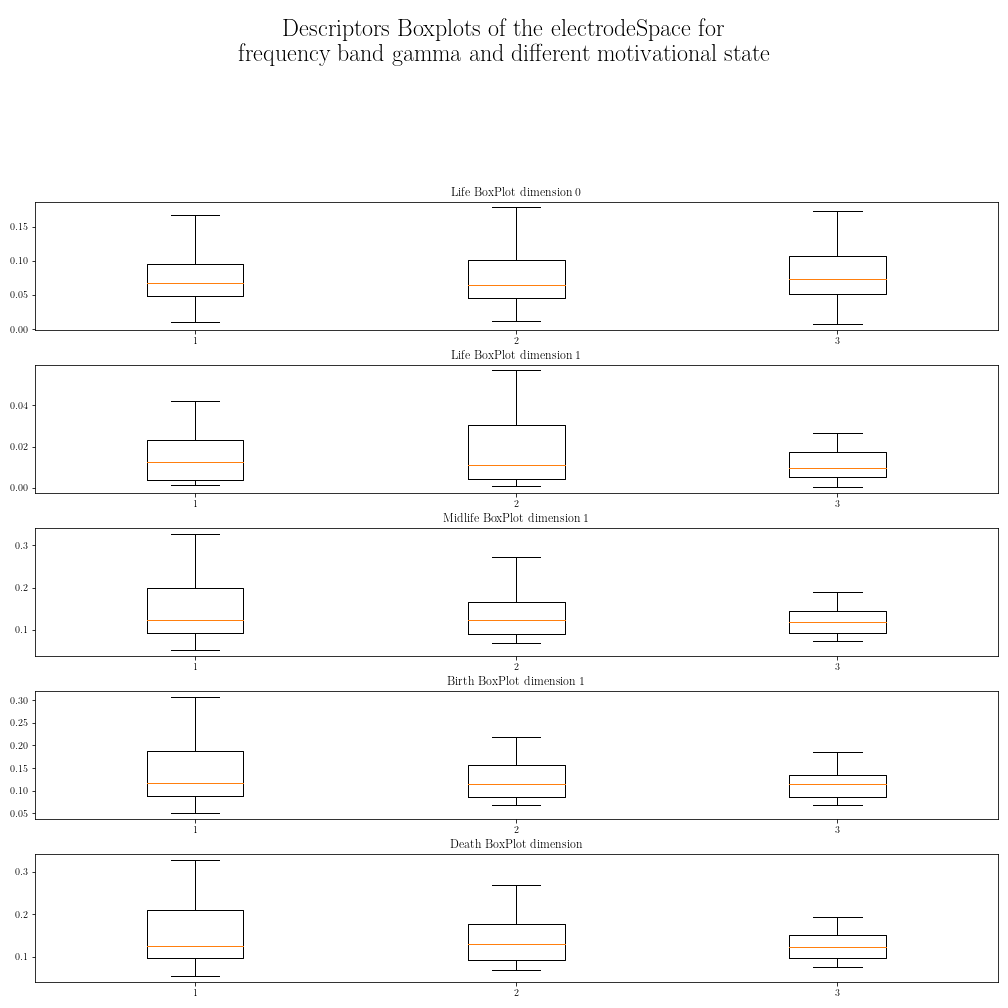 Descriptors Boxplots of the electrodeSpace for
frequency band gamma and different motivational state
Life BoxPlot dimension 0
0.15
0.10
0.05
0.00
1 2 3
Life BoxPlot dimension 1
0.04
0.02
0.00
1 2 3
Midlife BoxPlot dimension 1
0.3
0.2
0.1
1 2 3
Birth BoxPlot dimension 1
0.30
0.25
0.20
0.15
0.10
0.05
1 2 3
Death BoxPlot dimension
0.3
0.2
0.1
1 2 3